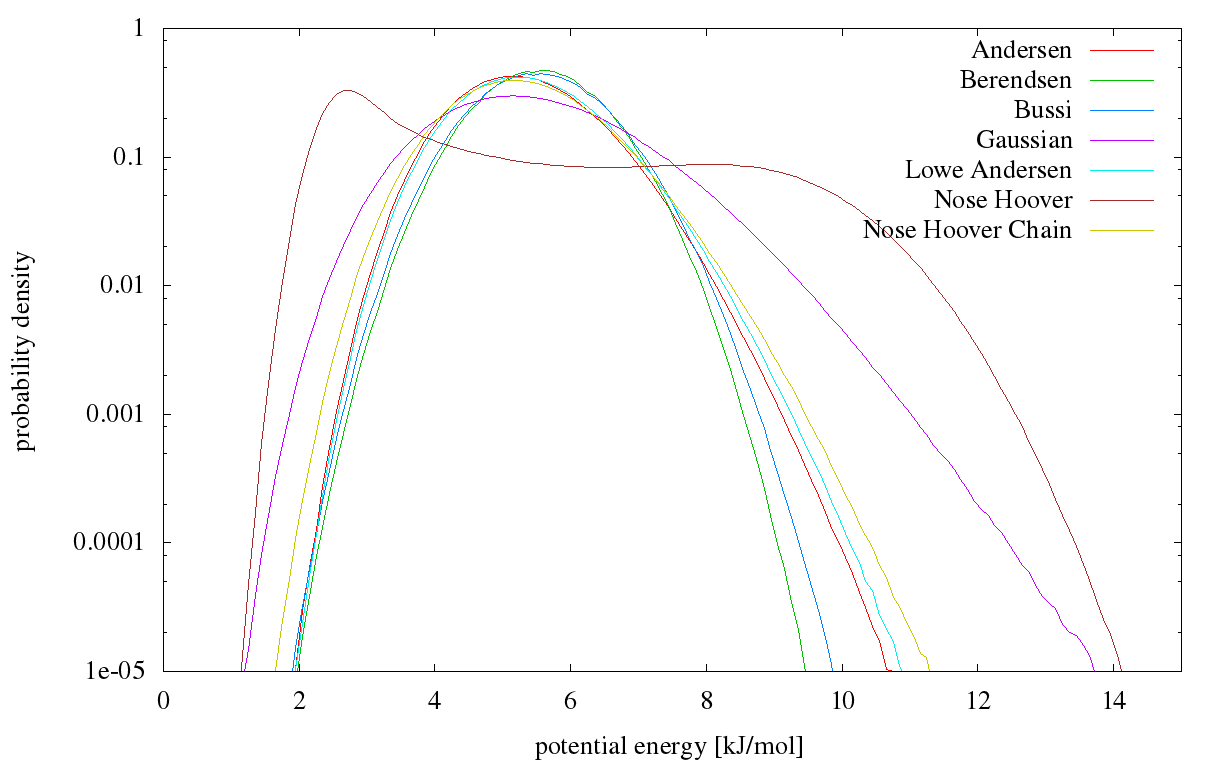 1
0.1
0.01
0.001
0.0001
1e-05
probability density
Andersen
Berendsen
Bussi
Gaussian
Lowe Andersen
Nose Hoover
Nose Hoover Chain
0 2 4 6 8 10 12 14
potential energy [kJ/mol]